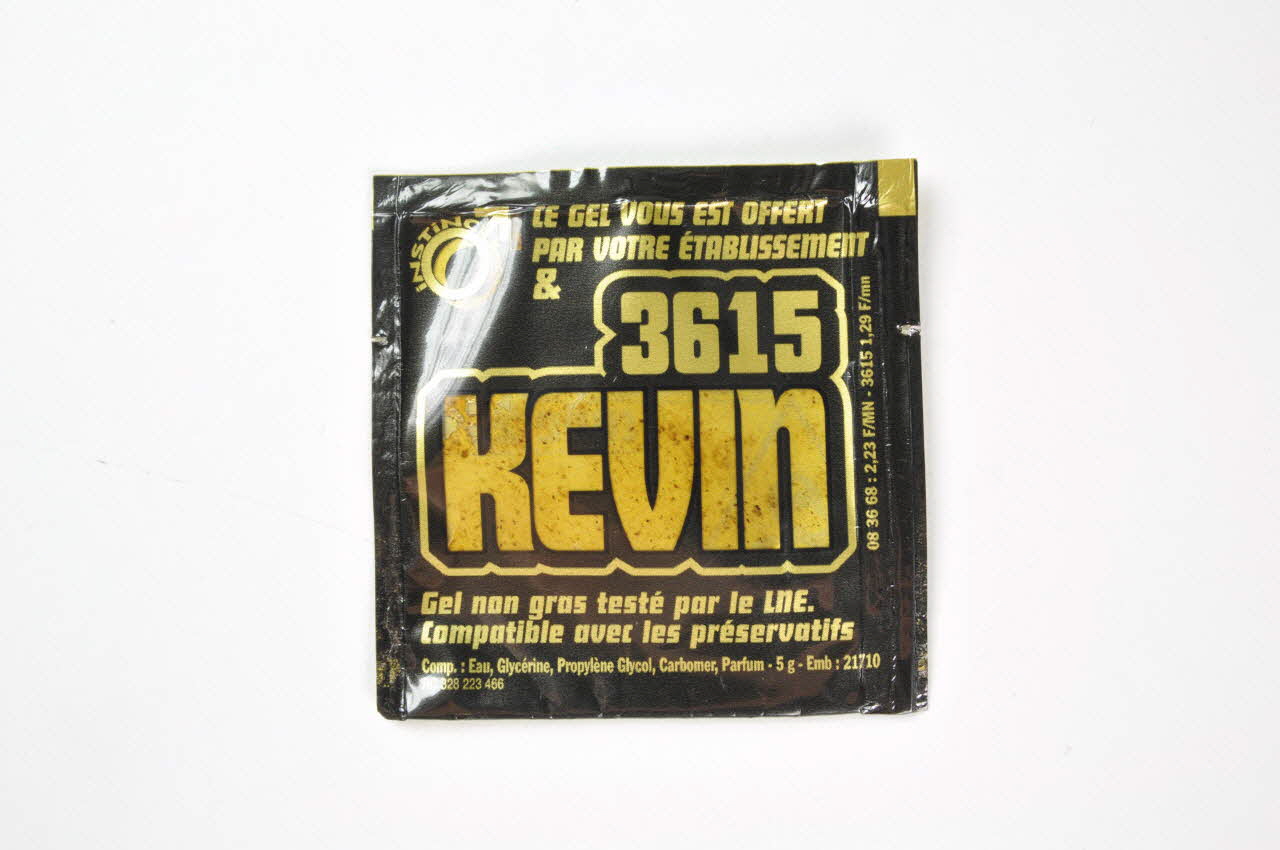 CE GEL VOUS EST OFFERT
PAR VOTRE ÉTABLISSEMENT
&
3615
KEVIN
08 36 68 : 2,23 F/MN - 3615 1,29 F/mn
Gel non gras testé par le LNE.
Compatible avec les préservatifs
Comp. : Eau, Glycérine, Propylène Glycol, Carbomer, Parfum - 5 g - Emb : 21710
328 223 466